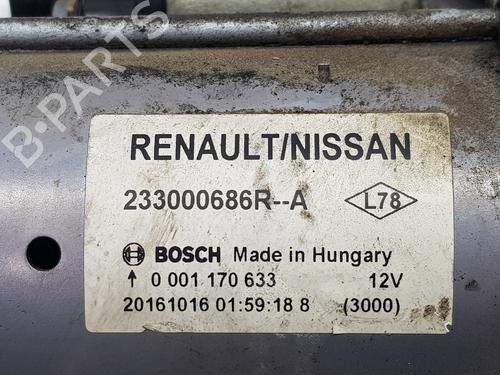 RENAULT/NISSAN
233000686R--A L78
BOSCH Made in Hungary
↑ 0 001 170 633 12V
20161016 01:59:18 8 (3000)
B-PARTS